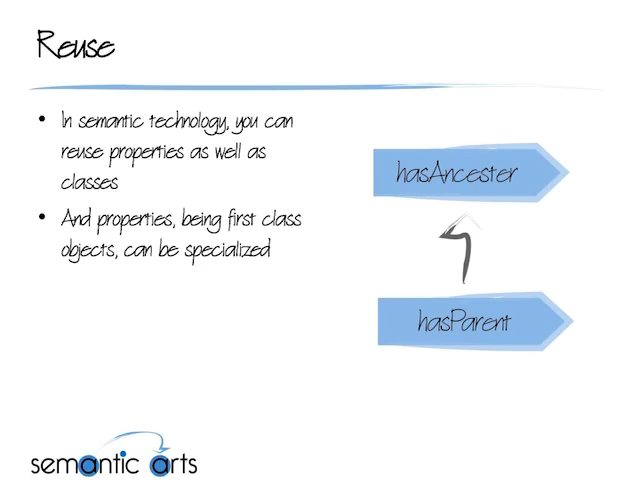 Reuse
• In semantic technology, you can
reuse properties as well as
classes
• And properties, being first class
objects, can be specialized
hasAncester
hasParent
semantic arts